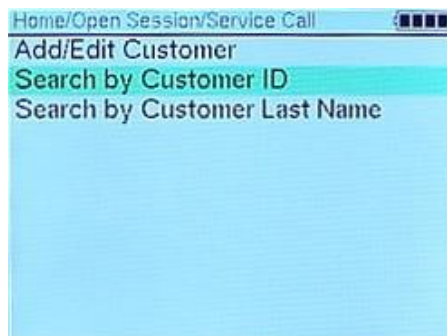 Home/Open Session/Service Call
Add/Edit Customer
Search by Customer ID
Search by Customer Last Name